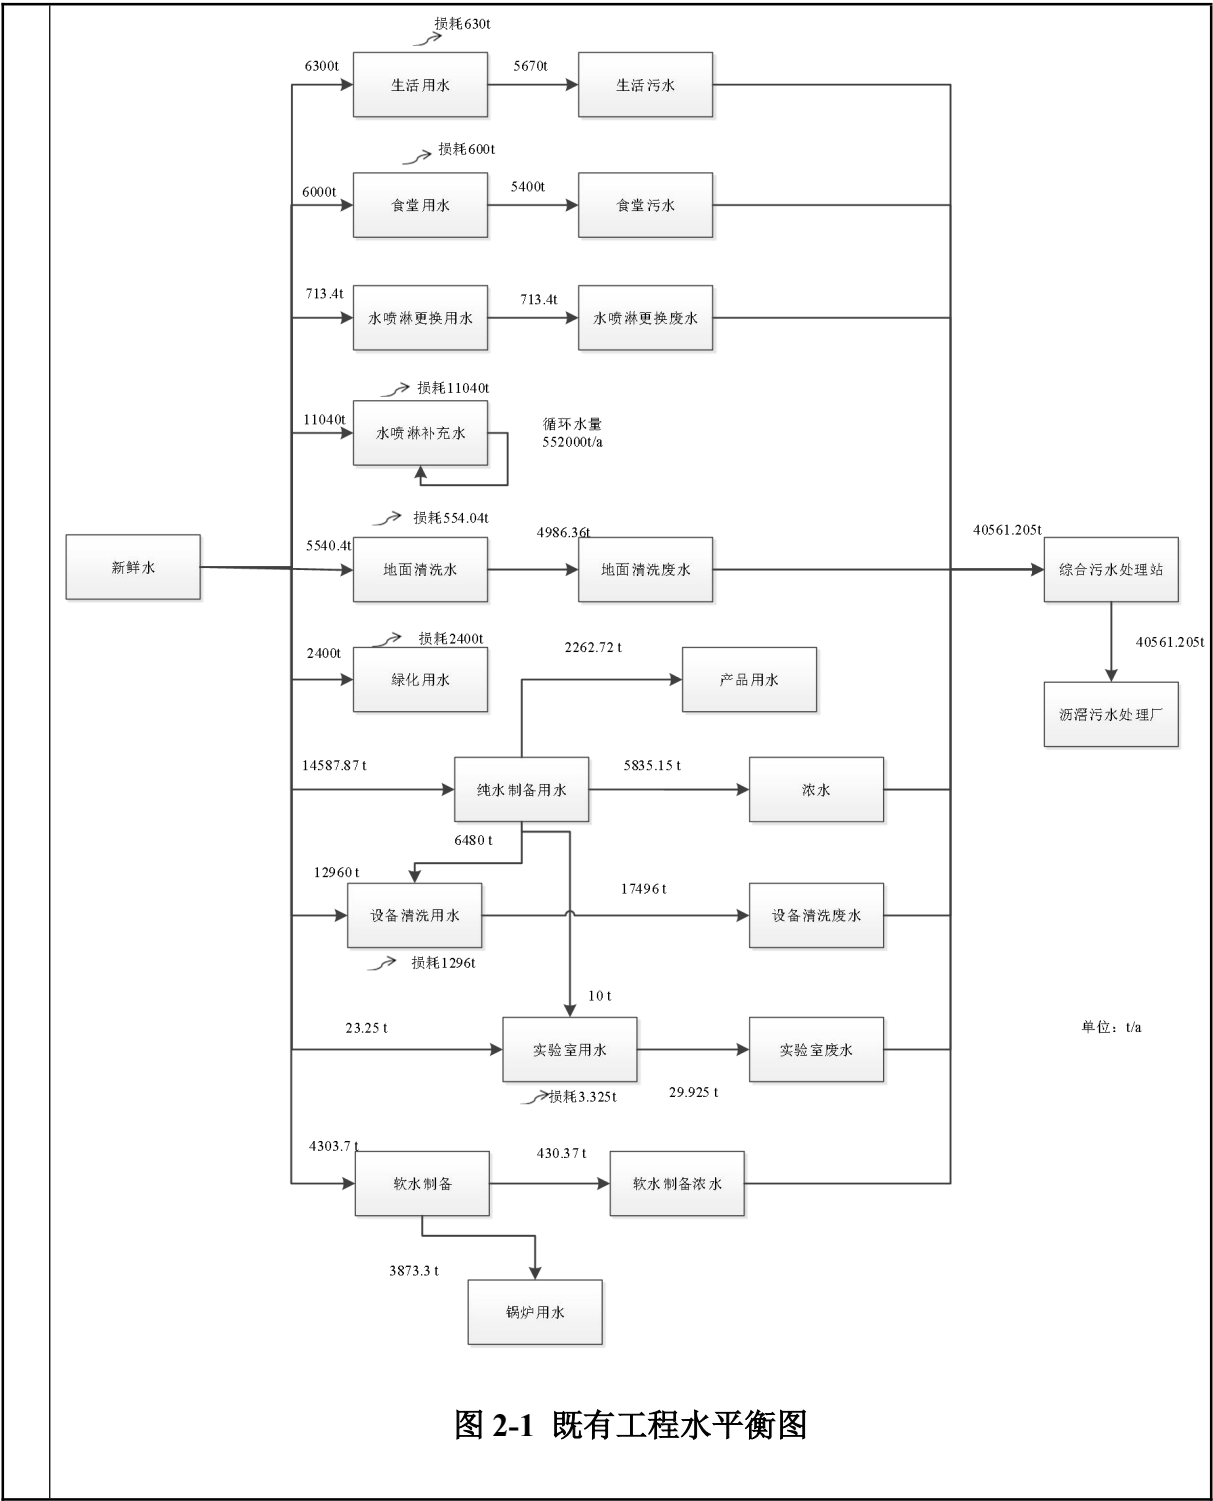 损耗630t
6300t
生活用水
5670t
生活污水
损耗600t
6000t
食堂用水
5400t
食堂污水
713.4t
水喷淋更换用水
713.4t
水喷淋更换废水
损耗11040t
11040t
水喷淋补充水
循环水量
552000t/a
新鲜水
损耗554.04t
5540.4t
地面清洗水
4986.36t
地面清洗废水
40561.205t
综合污水处理站
40561.205t
沥滘污水处理厂
损耗2400t
2400t
绿化用水
2262.72 t
产品用水
14587.87 t
纯水制备用水
5835.15 t
浓水
6480 t
12960 t
设备清洗用水
17496 t
设备清洗废水
损耗1296t
10 t
23.25 t
实验室用水
实验室废水
损耗3.325t
29.925 t
单位：t/a
4303.7 t
软水制备
430.37 t
软水制备浓水
3873.3 t
锅炉用水
图 2-1 既有工程水平衡图